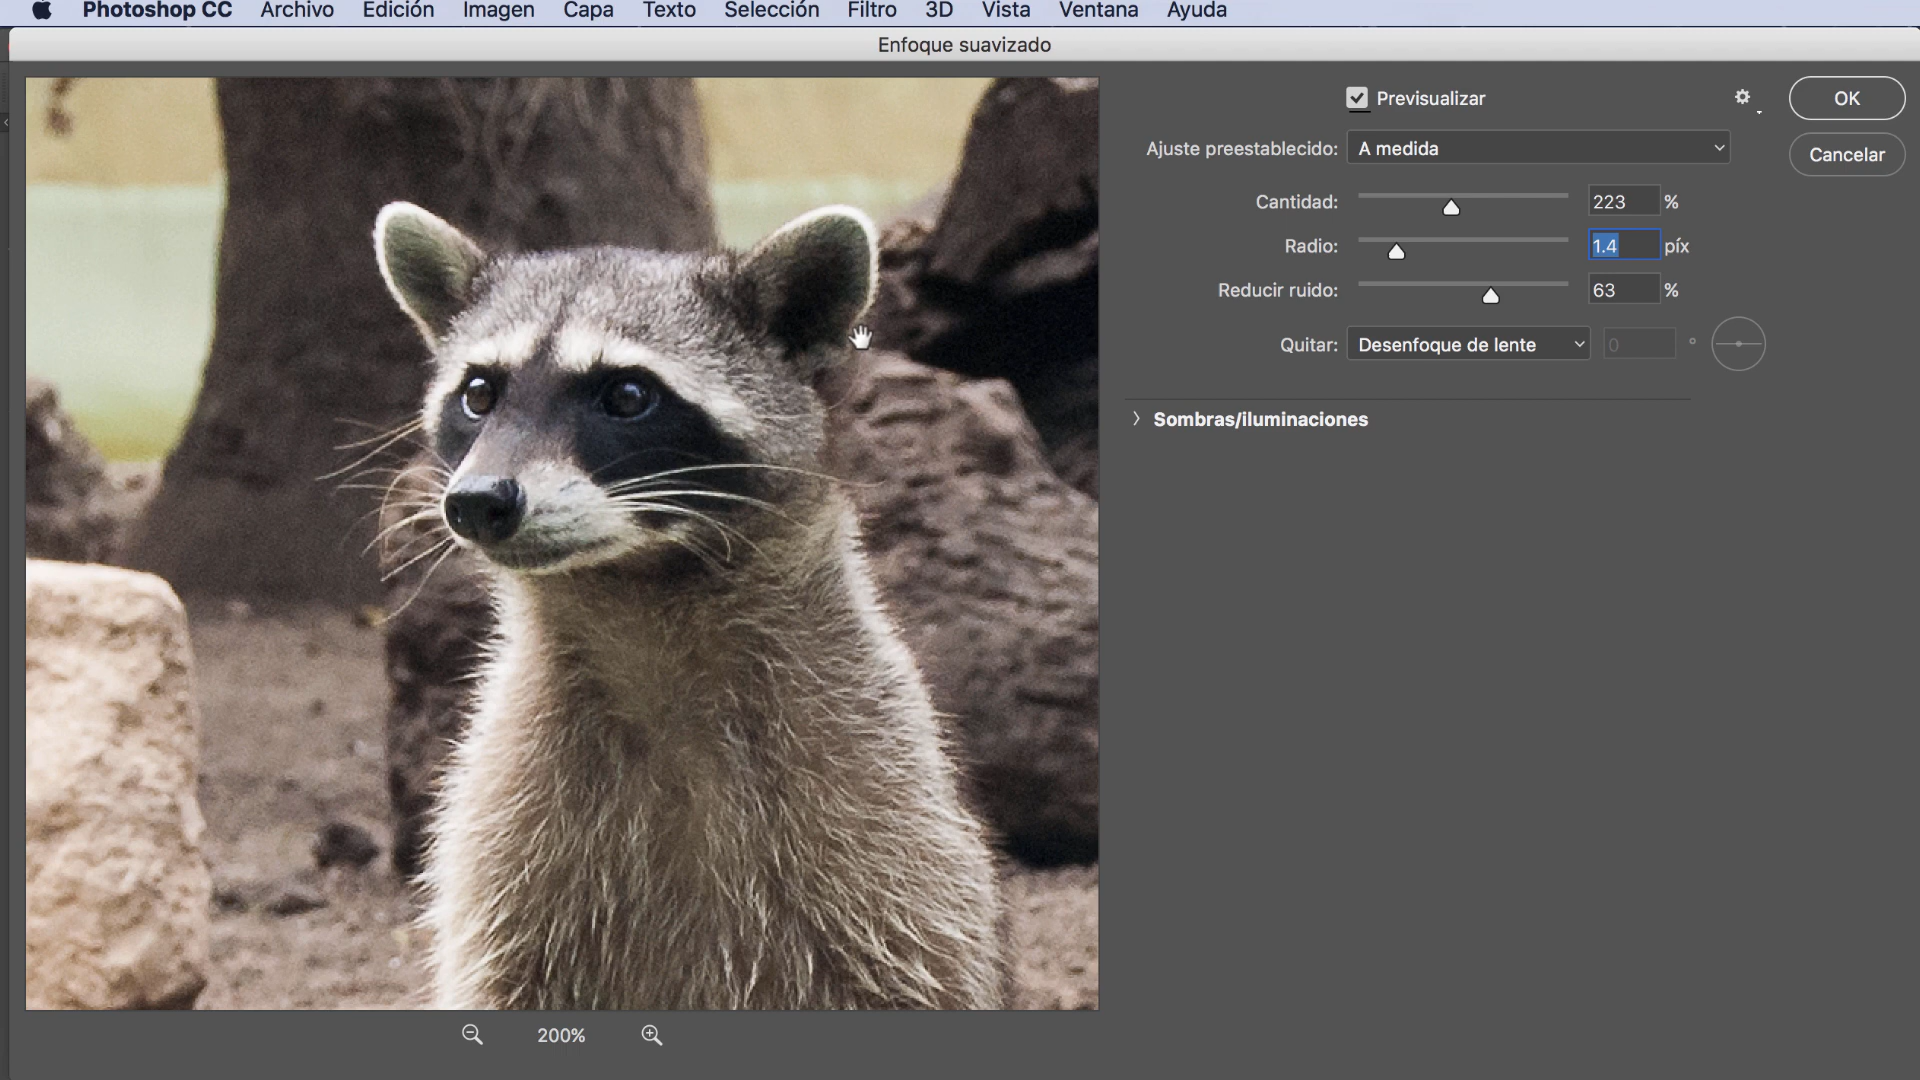 Photoshop CC Archivo Edición Imagen Capa Texto Selección Filtro 3D Vista Ventana Ayuda
Enfoque suavizado
Previsualizar
OK
Ajuste preestablecido: A medida
Cancelar
Cantidad: 223 %
Radio: 1.4 píx
Reducir ruido: 63 %
Quitar: Desenfoque de lente 0 °
Sombras/iluminaciones
200%